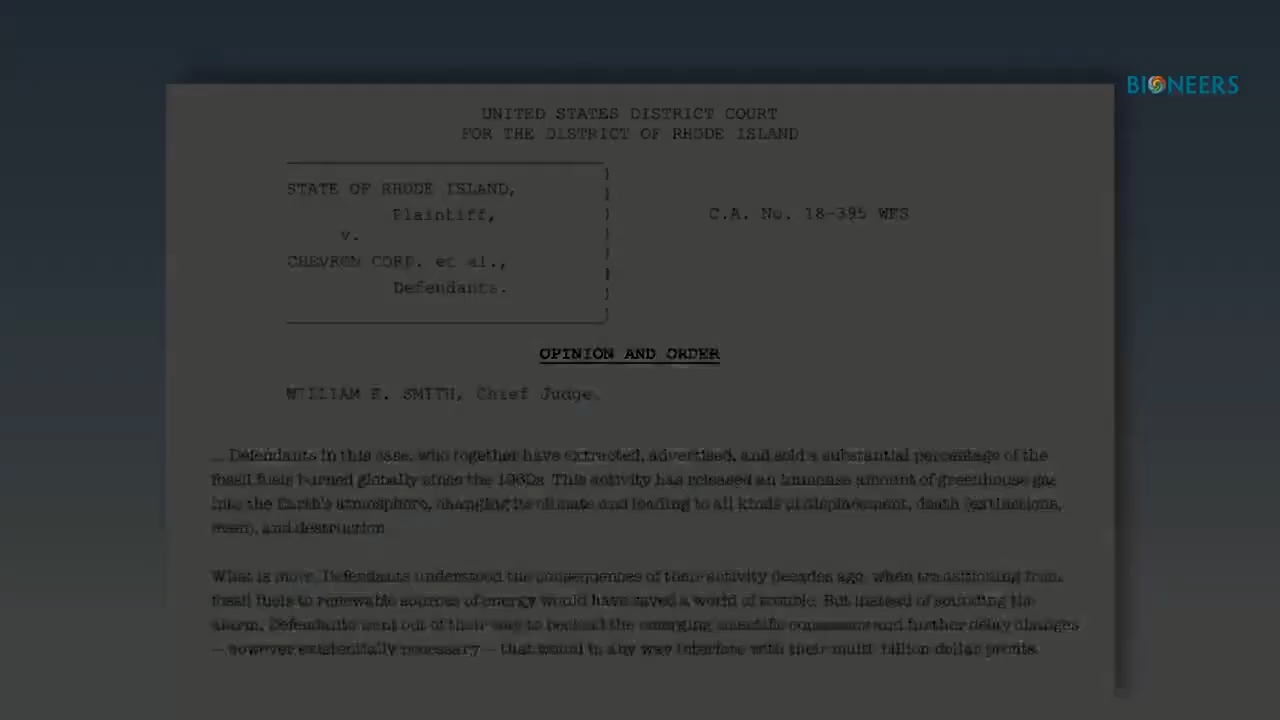 BIONEERS
UNITED STATES DISTRICT COURT
FOR THE DISTRICT OF RHODE ISLAND
STATE OF RHODE ISLAND,
Plaintiff,
C.A. No. 18-395 WES
v.
CHEVRON CORP. et al.,
Defendants.
OPINION AND ORDER
WILLIAM E. SMITH, Chief Judge.
... Defendants in this case, who together have extracted, advertised, and sold a substantial percentage of the
fossil fuels burned globally since the 1960s. This activity has released an immense amount of greenhouse gas
into the Earth's atmosphere, changing its climate and leading to all kinds of displacement, death (extinctions,
even), and destruction.
What is more, Defendants understood the consequences of their activity decades ago, when transitioning from
fossil fuels to renewable sources of energy would have saved a world of trouble. But instead of sounding the
alarm, Defendants went out of their way to becloud the emerging scientific consensus and further delay changes
— however existentially necessary — that would in any way interfere with their multi-billion dollar profits.